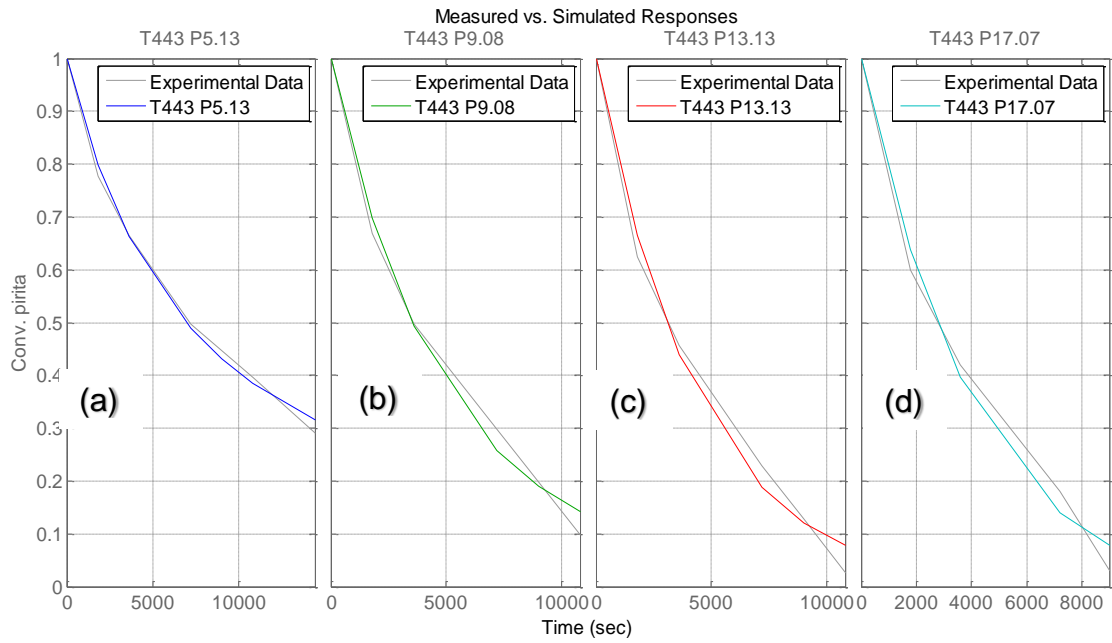 Measured vs. Simulated Responses
T443 P5.13
T443 P9.08
T443 P13.13
T443 P17.07
Experimental Data
T443 P5.13
Experimental Data
T443 P9.08
Experimental Data
T443 P13.13
Experimental Data
T443 P17.07
Conv. pirita
1
0.9
0.8
0.7
0.6
0.5
0.4
0.3
0.2
0.1
0
(a)
(b)
(c)
(d)
0 5000 10000
0 5000 10000
0 5000 10000
0 2000 4000 6000 8000
Time (sec)